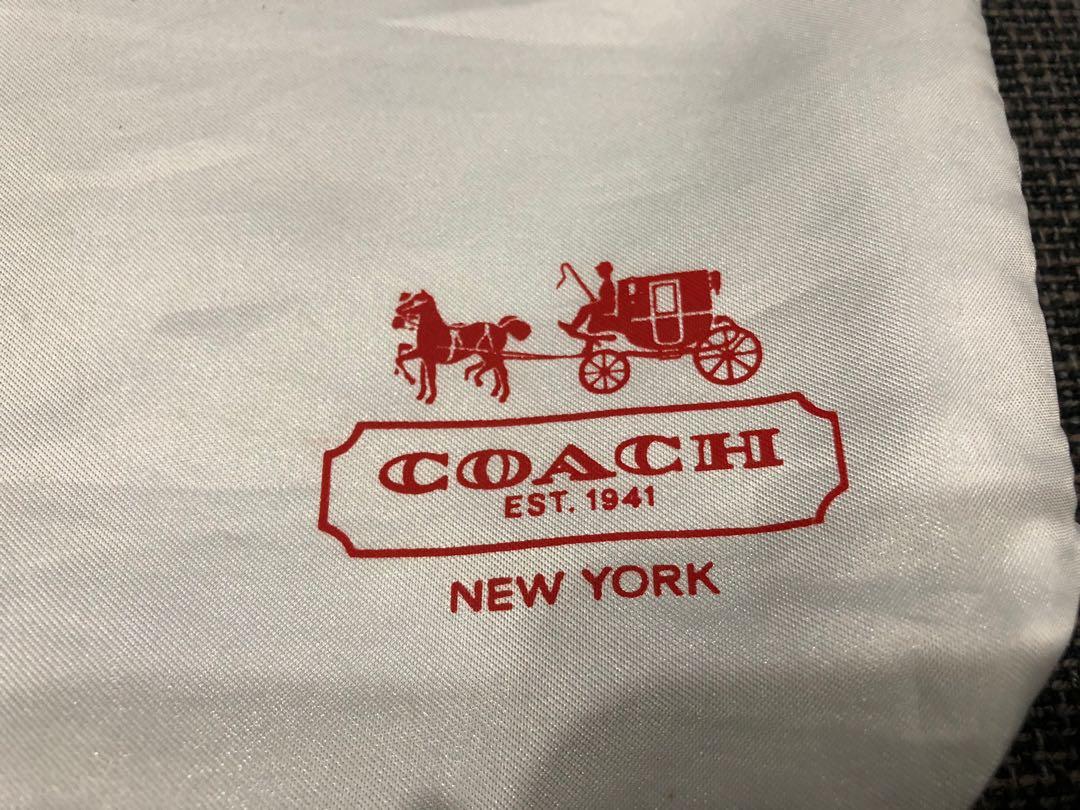 COACH
EST. 1941
NEW YORK